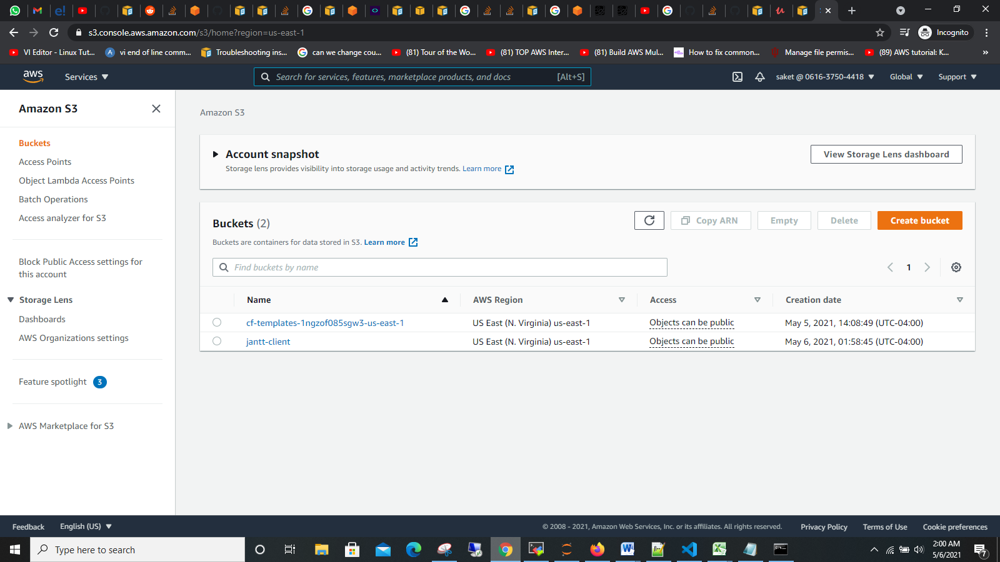 s3.console.aws.amazon.com/s3/home?region=us-east-1
Incognito
VI Editor - Linux Tut...
vi end of line comm...
Troubleshooting ins...
can we change cou...
(81) Tour of the Wo...
(81) TOP AWS Inter...
(81) Build AWS Mul...
How to fix common...
Manage file permis...
(89) AWS tutorial: K...
»
aws
Services
Search for services, features, marketplace products, and docs
[Alt+S]
saket @ 0616-3750-4418
Global
Support
Amazon S3
Buckets
Access Points
Object Lambda Access Points
Batch Operations
Access analyzer for S3
Block Public Access settings for
this account
Storage Lens
Dashboards
AWS Organizations settings
Feature spotlight 3
AWS Marketplace for S3
Amazon S3
Account snapshot
Storage lens provides visibility into storage usage and activity trends. Learn more
View Storage Lens dashboard
Buckets (2)
Copy ARN
Empty
Delete
Create bucket
Buckets are containers for data stored in S3. Learn more
Find buckets by name
1
Name
AWS Region
Access
Creation date
cf-templates-1ngzof085sgw3-us-east-1
US East (N. Virginia) us-east-1
Objects can be public
May 5, 2021, 14:08:49 (UTC-04:00)
jantt-client
US East (N. Virginia) us-east-1
Objects can be public
May 6, 2021, 01:58:45 (UTC-04:00)
Feedback
English (US)
© 2008 - 2021, Amazon Web Services, Inc. or its affiliates. All rights reserved.
Privacy Policy
Terms of Use
Cookie preferences
Type here to search
2:00 AM
5/6/2021
7